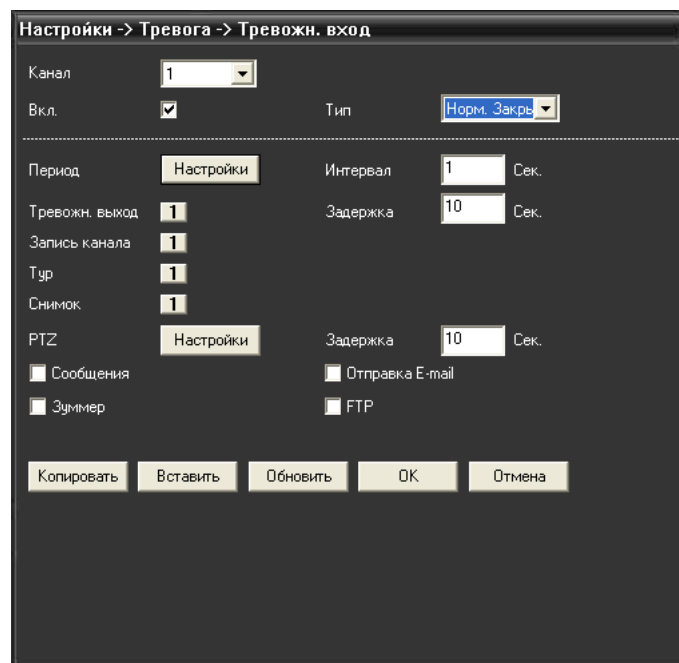 Настройки -> Тревога -> Тревожн. вход
Канал 1
Вкл. Тип Норм. Закры
Период Настройки Интервал 1 Сек.
Тревожн. выход 1 Задержка 10 Сек.
Запись канала 1
Тур 1
Снимок 1
PTZ Настройки Задержка 10 Сек.
Сообщения Отправка E-mail
Зуммер FTP
Копировать Вставить Обновить OK Отмена